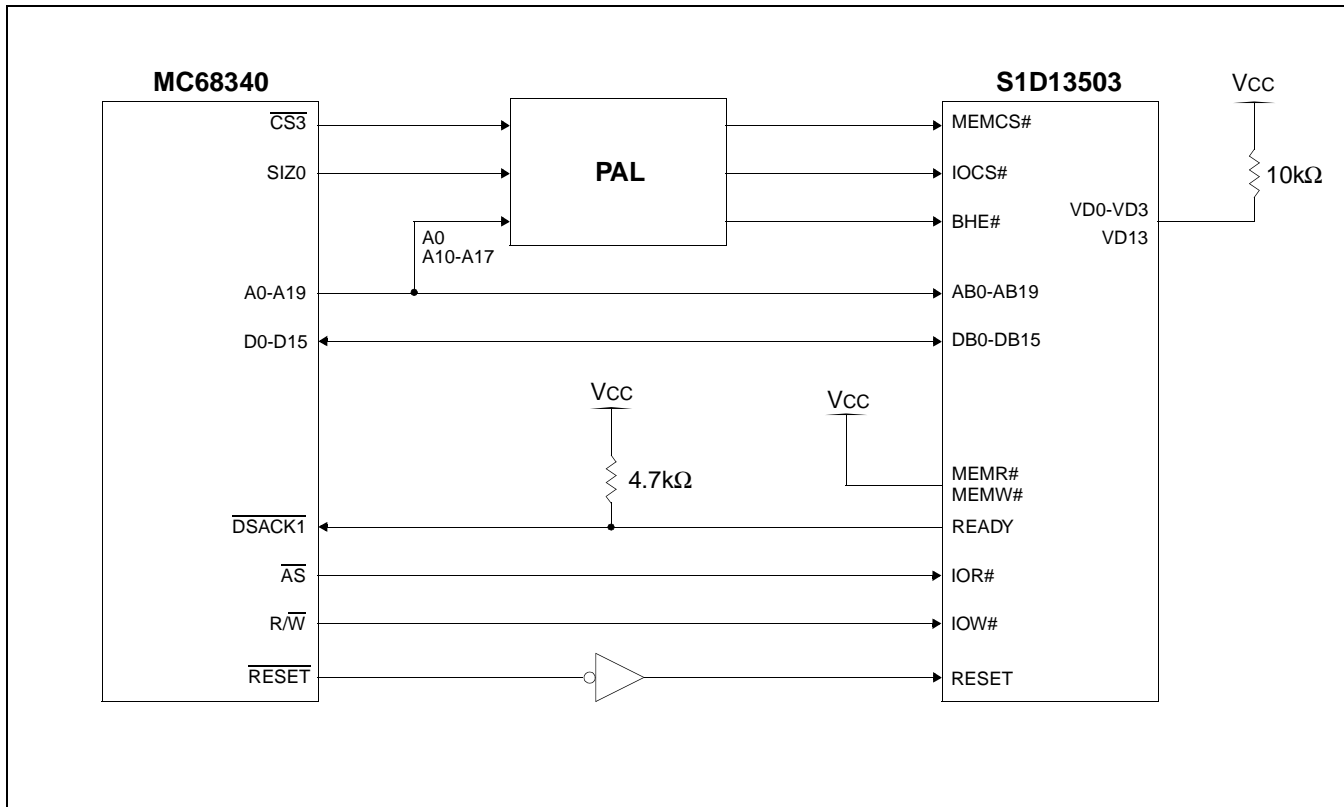 MC68340
S1D13503
VCC
CS3
MEMCS#
SIZ0
PAL
IOCS#
10kΩ
VD0-VD3
VD13
BHE#
A0
A10-A17
A0-A19
AB0-AB19
D0-D15
DB0-DB15
VCC
VCC
4.7kΩ
MEMR#
MEMW#
DSACK1
READY
AS
IOR#
R/W
IOW#
RESET
RESET